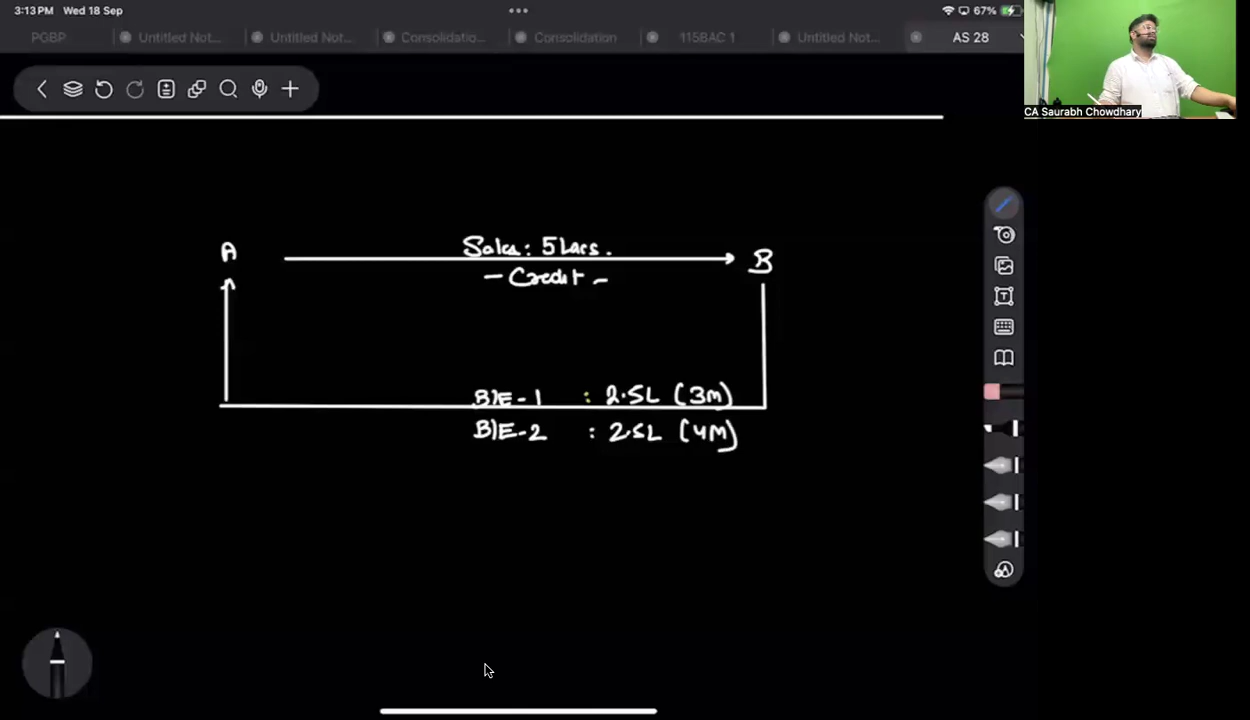 3:13 PM Wed 18 Sep
67%
PGBP
Untitled Not...
Untitled Not...
Consolidatio...
Consolidation
115BAC 1
Untitled Not...
AS 28
CA Saurabh Chowdhary
A
Sales: 5 Lacs.
B
- Credit -
B/E-1 : 2.5L (3M)
B/E-2 : 2.5L (4M)